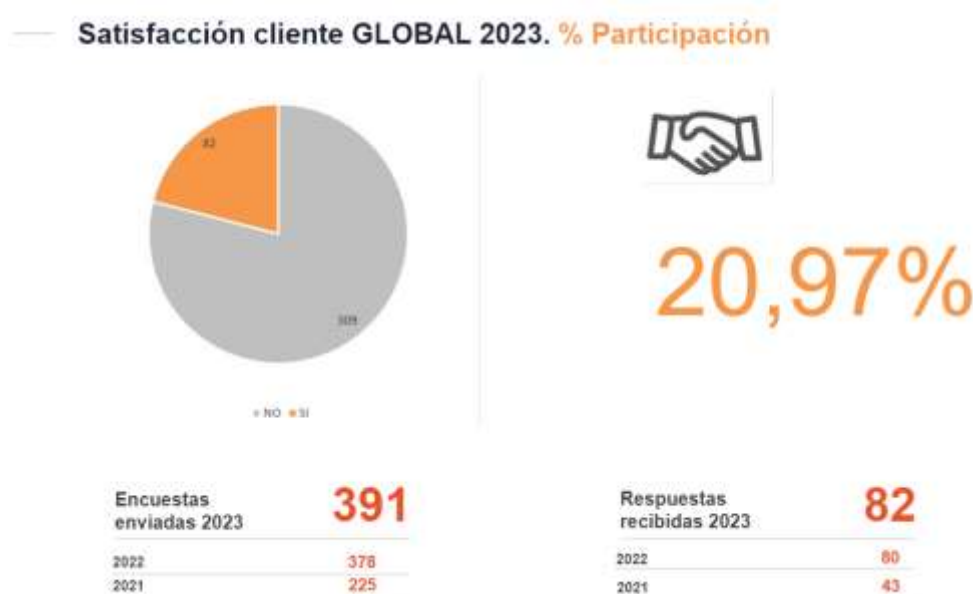 Satisfacción cliente GLOBAL 2023. % Participación
82
309
NO SI
20,97%
Encuestas
enviadas 2023
391
2022 378
2021 225
Respuestas
recibidas 2023
82
2022 80
2021 43